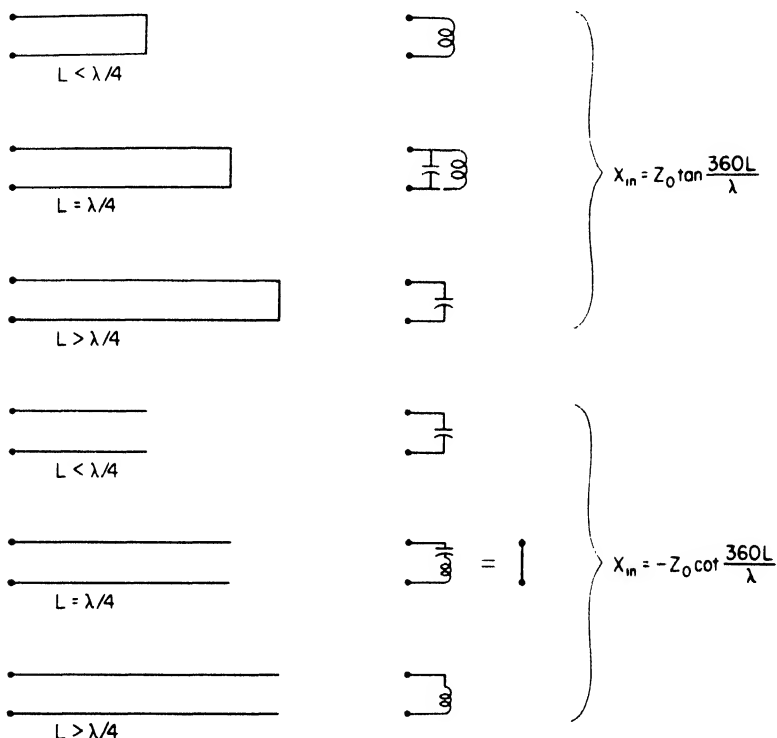 L < λ/4
L = λ/4
X_in = Z_0 tan 360L/λ
L > λ/4
L < λ/4
=
L = λ/4
X_in = -Z_0 cot 360L/λ
L > λ/4